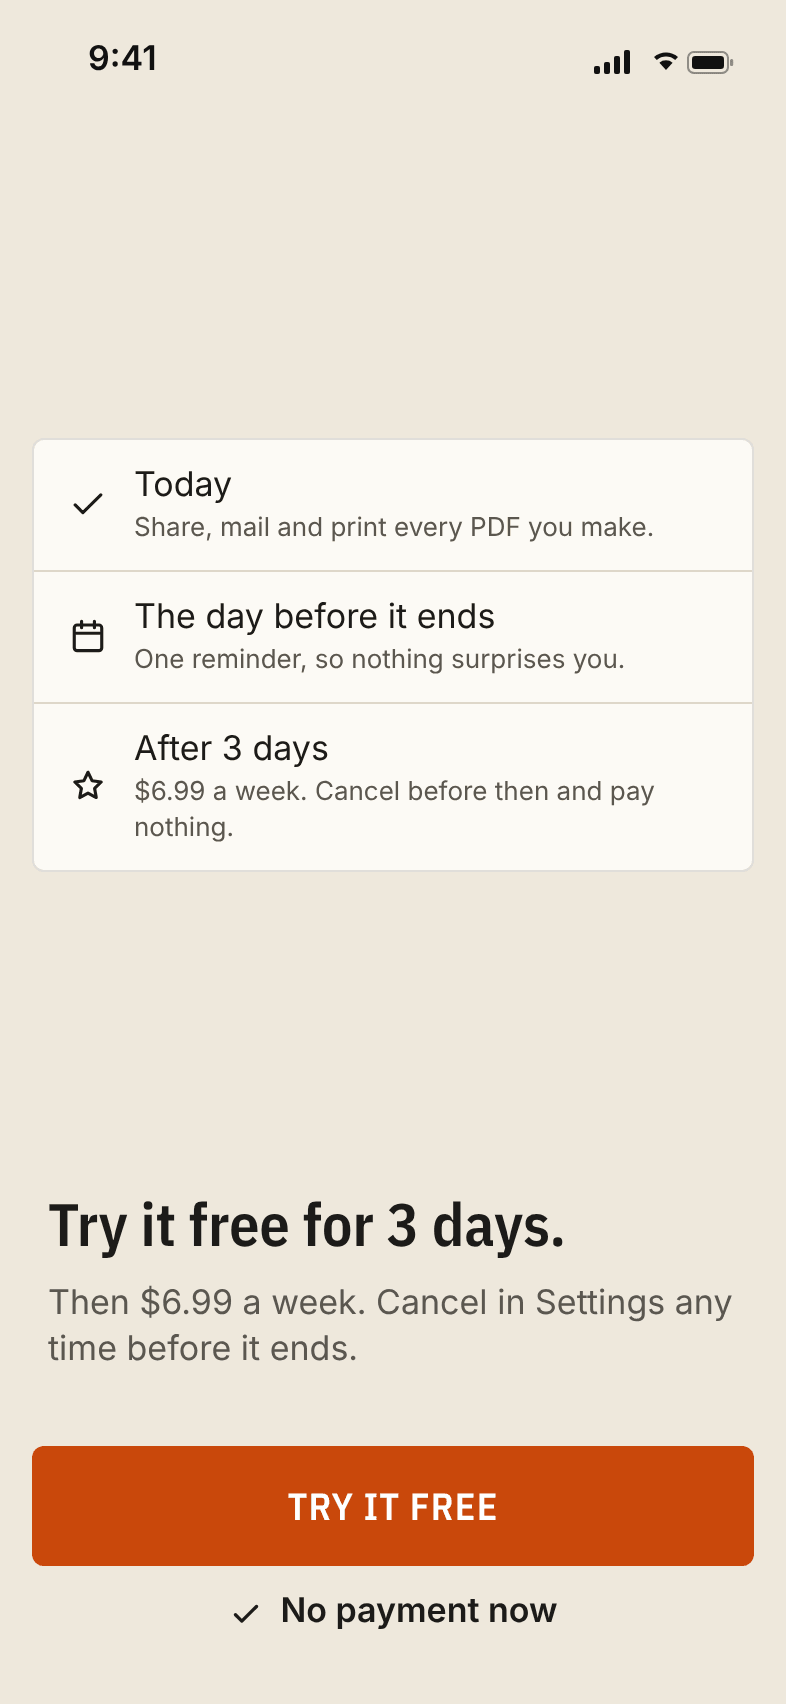 9:41
Today
Share, mail and print every PDF you make.
The day before it ends
One reminder, so nothing surprises you.
After 3 days
$6.99 a week. Cancel before then and pay
nothing.
Try it free for 3 days.
Then $6.99 a week. Cancel in Settings any
time before it ends.
TRY IT FREE
No payment now